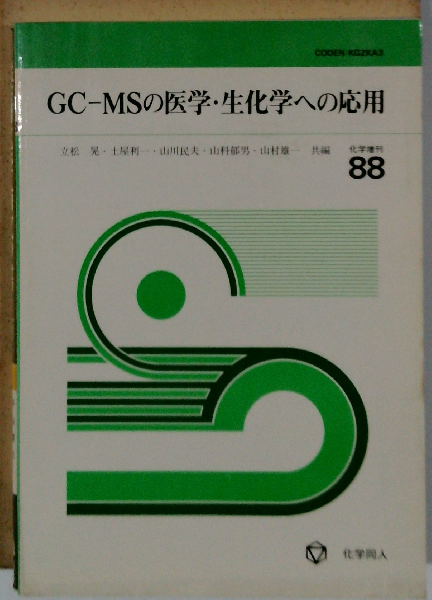 CODEN:KGZKA3
GC-MSの医学・生化学への応用
立松 晃・土屋利一・山川民夫・山科郁男・山村雄一 共編 化学増刊
88
化学同人